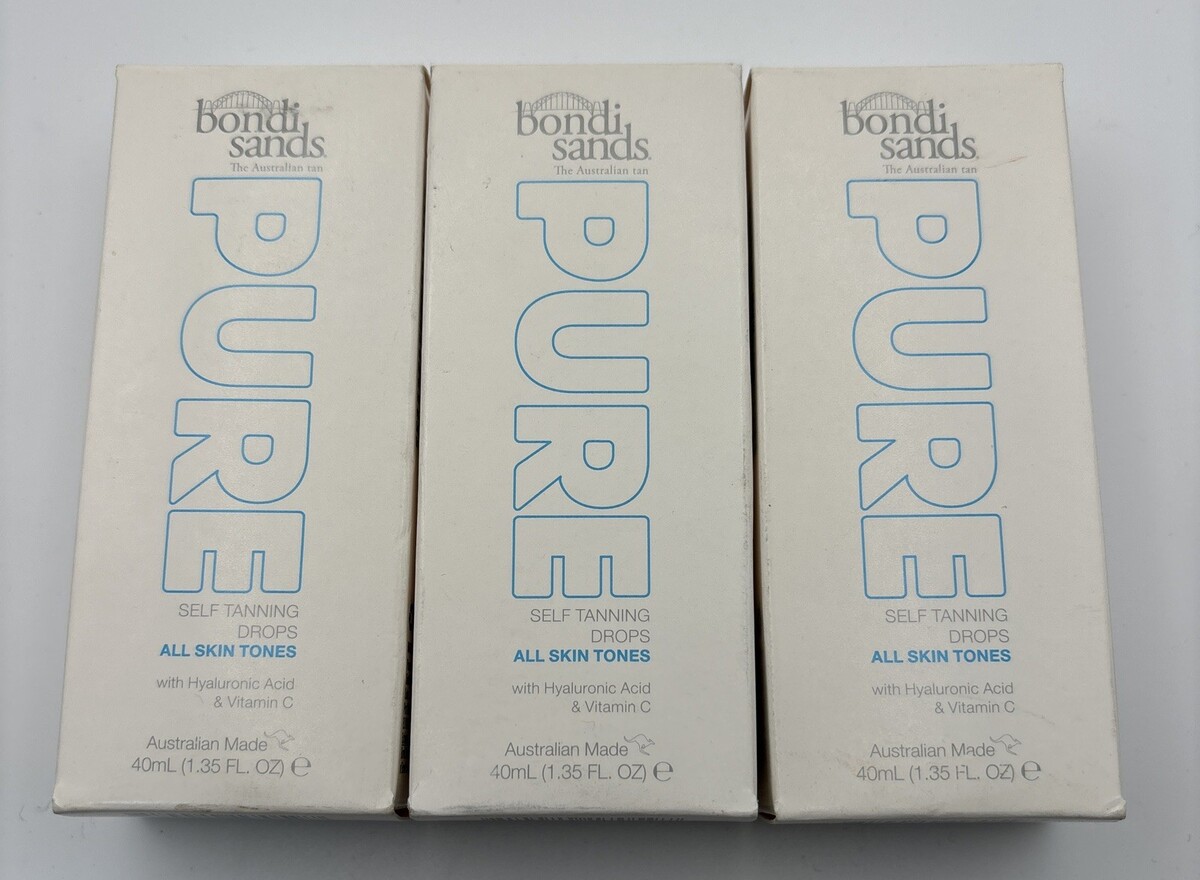 bondi
sands.
The Australian tan
PURE
SELF TANNING
DROPS
ALL SKIN TONES
with Hyaluronic Acid
& Vitamin C
Australian Made
40mL (1.35 FL. OZ) ℮
bondi
sands.
The Australian tan
PURE
SELF TANNING
DROPS
ALL SKIN TONES
with Hyaluronic Acid
& Vitamin C
Australian Made
40mL (1.35 FL. OZ) ℮
bondi
sands.
The Australian tan
PURE
SELF TANNING
DROPS
ALL SKIN TONES
with Hyaluronic Acid
& Vitamin C
Australian Made
40mL (1.35 FL. OZ) ℮